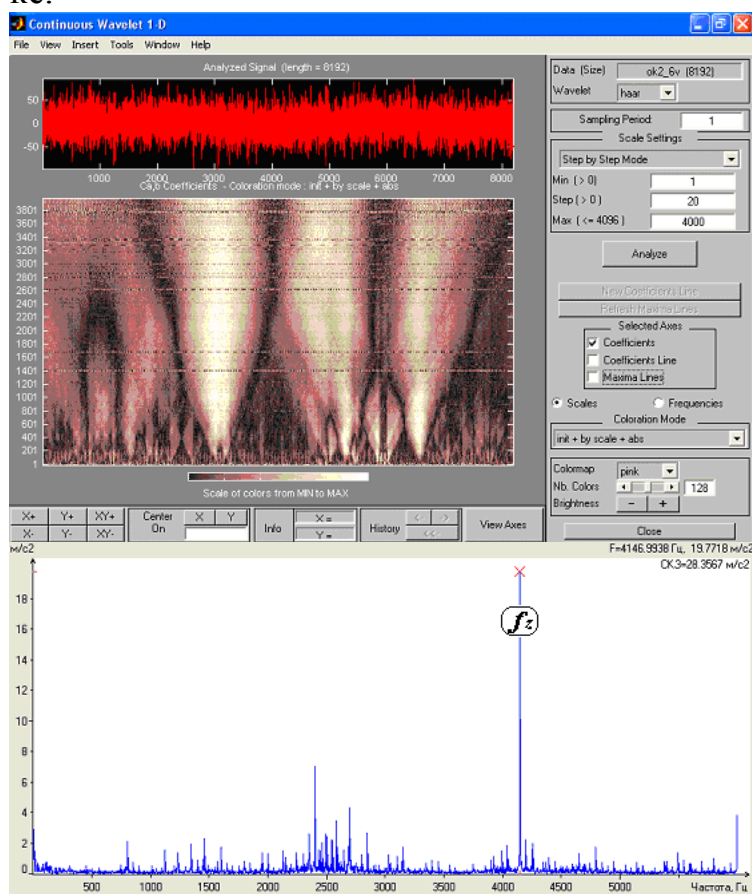 ке.
Continuous Wavelet 1-D
File View Insert Tools Window Help
Analyzed Signal (length = 8192)
50
0
-50
1000 2000 3000 4000 5000 6000 7000 8000
Ca,b Coefficients - Coloration mode : init + by scale + abs
3801
3601
3401
3201
3001
2801
2601
2401
2201
2001
1801
1601
1401
1201
1001
801
601
401
201
1
Scale of colors from MIN to MAX
Data (Size) ok2_6v (8192)
Wavelet haar
Sampling Period: 1
Scale Settings
Step by Step Mode
Min ( > 0) 1
Step ( > 0 ) 20
Max ( <= 4096 ) 4000
Analyze
New Coefficients Line
Refresh Maxima Lines
Selected Axes
Coefficients
Coefficients Line
Maxima Lines
Scales Frequencies
Coloration Mode
init + by scale + abs
Colormap pink
Nb. Colors 128
Brightness - +
Close
X+ Y+ XY+ Center On X Y Info X = History <- -> View Axes
X- Y- XY- Y = <<-
м/с2 F=4146.9938 Гц, 19.7718 м/с2
СКЗ=28.3567 м/с2
fz
18
16
14
12
10
8
6
4
2
0
500 1000 1500 2000 2500 3000 3500 4000 4500 5000 Частота, Гц